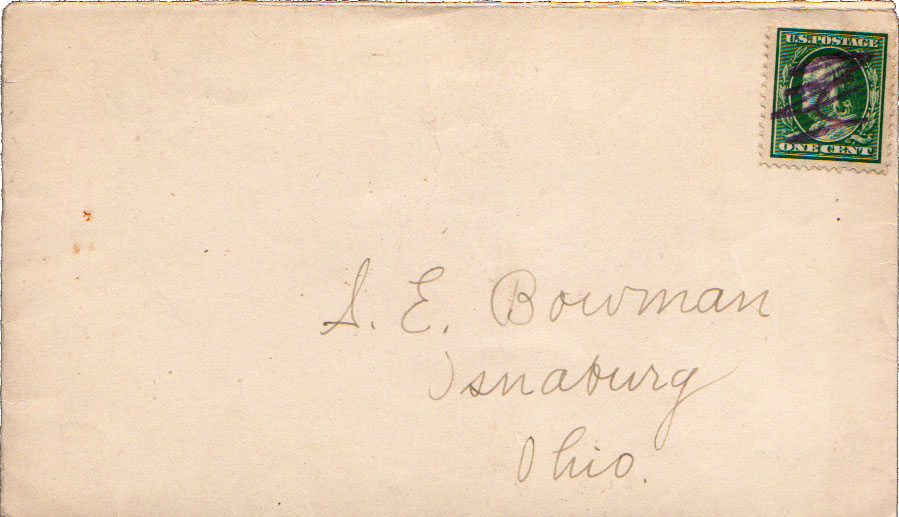 U.S. POSTAGE
ONE CENT
S. E. Bowman
Osnaburg
Ohio.